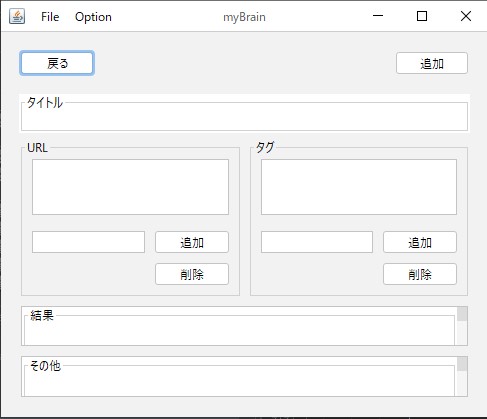 File Option myBrain
戻る 追加
タイトル
URL タグ
追加 追加
削除 削除
結果
その他